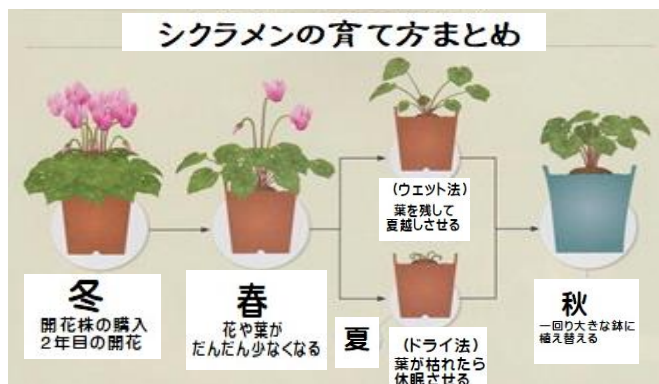 シクラメンの育て方まとめ
冬
開花株の購入
2年目の開花
春
花や葉が
だんだん少なくなる
夏
(ウェット法)
葉を残して
夏越しさせる
(ドライ法)
葉が枯れたら
休眠させる
秋
一回り大きな鉢に
植え替える